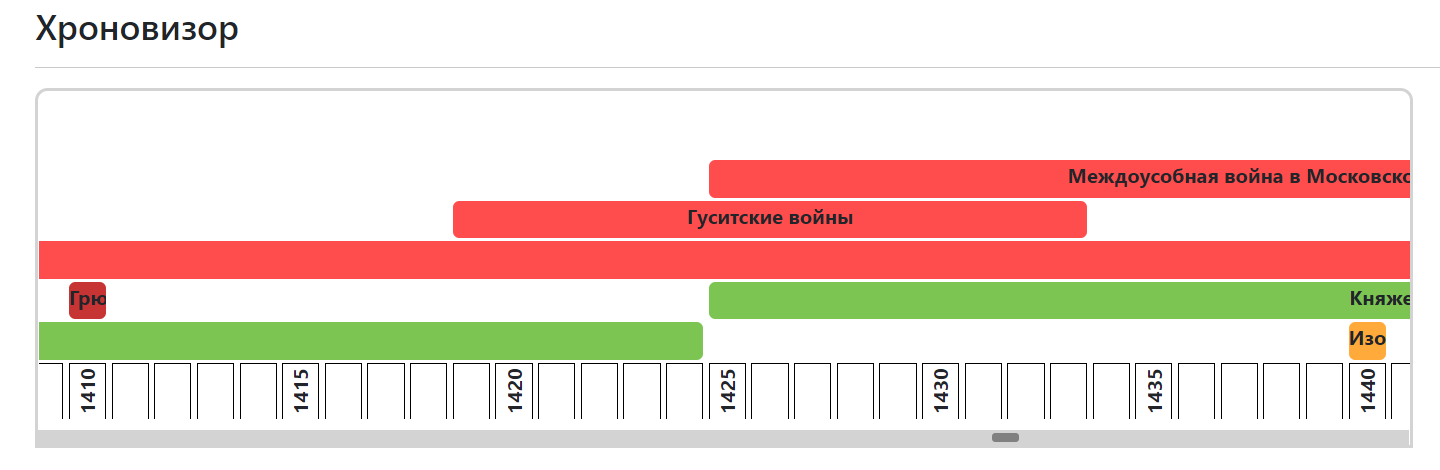 Хроновизор
Междоусобная война в Московско
Гуситские войны
Грю
Княже
Изо
1410
1415
1420
1425
1430
1435
1440